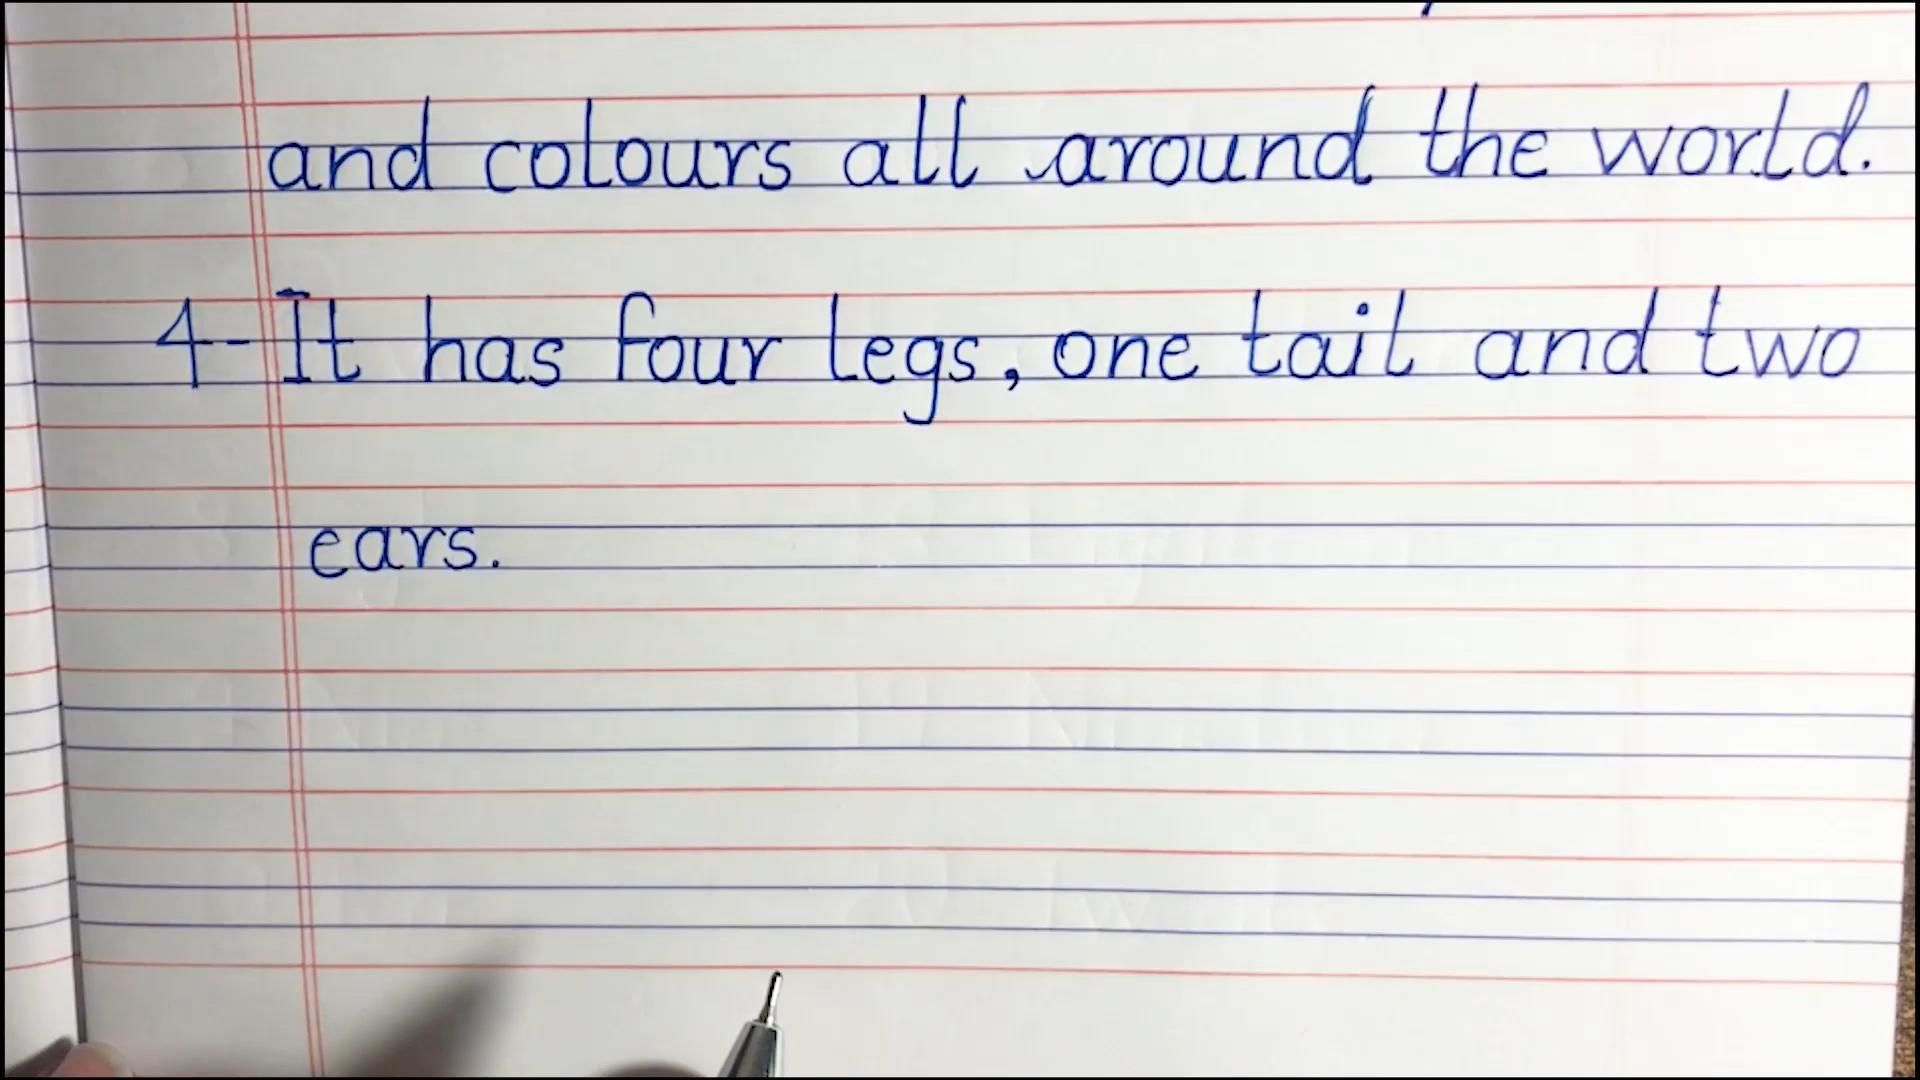 and colours all around the world.
4- It has four legs, one tail and two
ears.